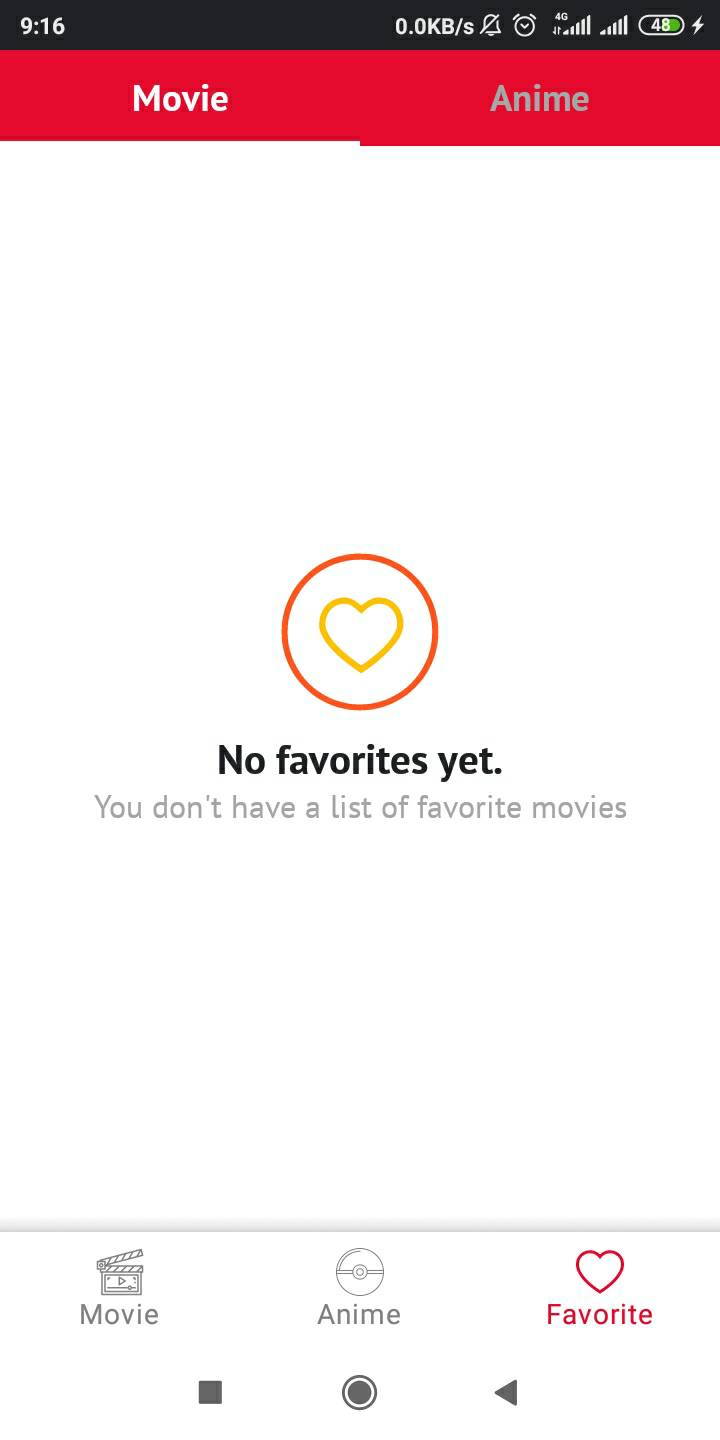 9:16 0.0KB/s 4G 48
Movie Anime
No favorites yet.
You don't have a list of favorite movies
Movie Anime Favorite